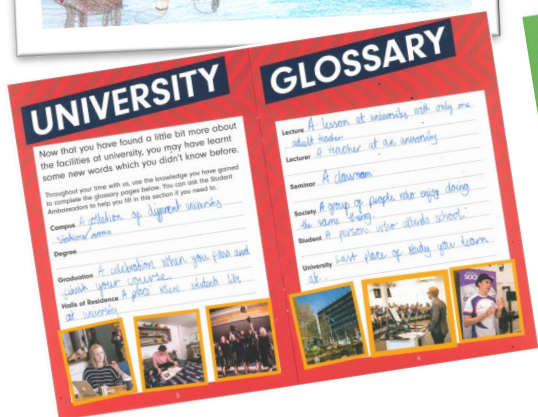 UNIVERSITY
Now that you have found a little bit more about
the facilities at university, you may have learnt
some new words which you didn't know before.
Throughout your time with us, use the knowledge you have gained
to complete the glossary pages below. You can ask the Student
Ambassadors to help you fill in this section if you need to.
Campus A collation of different university
stations/rooms
Degree
Graduation A celebration when you pass and
finish your course
Halls of Residence A place where students live
at university
5
GLOSSARY
Lecture A lesson at university with only one
adult teacher
Lecturer A teacher at an university
Seminar A classroom
Society A group of people who enjoy doing
the same thing
Student A person who attends school
University Last place of study you learn
at.
6